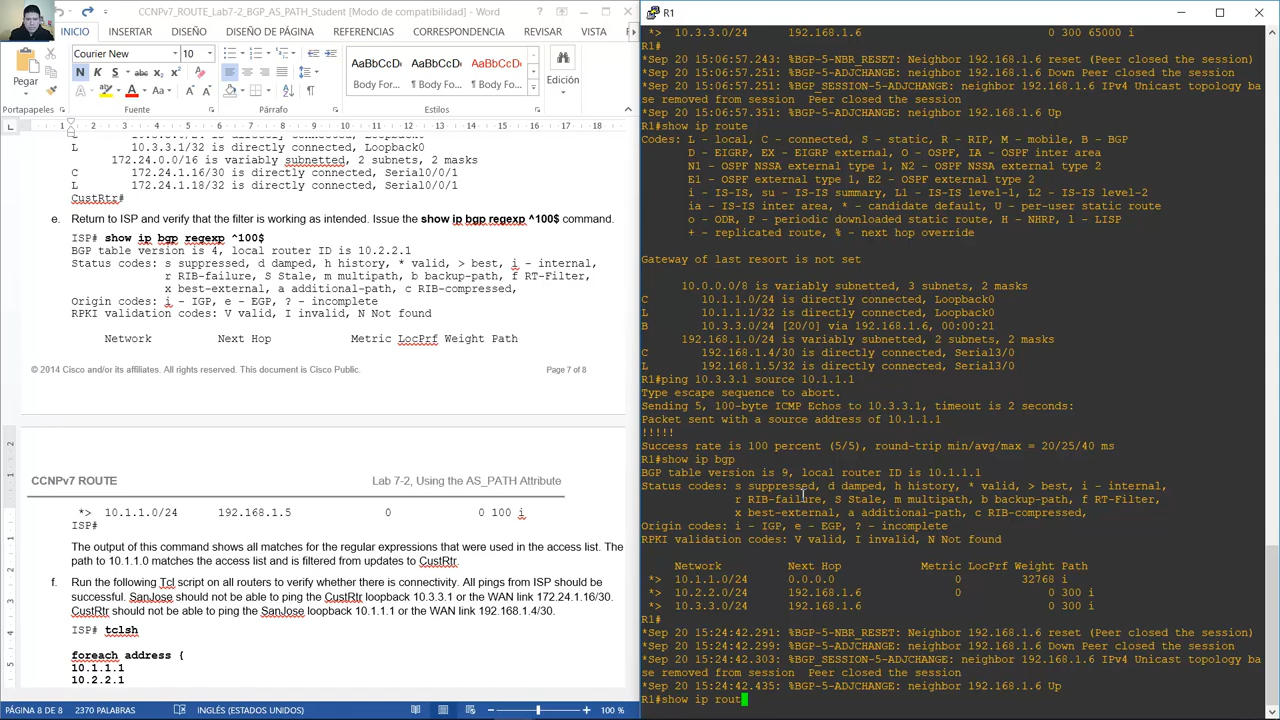 CCNPv7_ROUTE_Lab7-2_BGP_AS_PATH_Student [Modo de compatibilidad] - Word
INICIO INSERTAR DISEÑO DISEÑO DE PÁGINA REFERENCIAS CORRESPONDENCIA REVISAR VISTA
Courier New 10
Pegar
N K S abc x₂ x²
AaBbCcDc AaBbCcDc AaBbCcDc
Body For... Body For... Body For...
Edición
Portapapeles Fuente Párrafo Estilos
1 2 3 4 5 6 7 8 9 10 11 12 13 14 15 16 17 18
L 10.3.3.1/32 is directly connected, Loopback0
172.24.0.0/16 is variably subnetted, 2 subnets, 2 masks
C 172.24.1.16/30 is directly connected, Serial0/0/1
L 172.24.1.18/32 is directly connected, Serial0/0/1
CustRtr#
e. Return to ISP and verify that the filter is working as intended. Issue the show ip bgp regexp ^100$ command.
ISP# show ip bgp regexp ^100$
BGP table version is 4, local router ID is 10.2.2.1
Status codes: s suppressed, d damped, h history, * valid, > best, i - internal,
r RIB-failure, S Stale, m multipath, b backup-path, f RT-Filter,
x best-external, a additional-path, c RIB-compressed,
Origin codes: i - IGP, e - EGP, ? - incomplete
RPKI validation codes: V valid, I invalid, N Not found
Network Next Hop Metric LocPrf Weight Path
© 2014 Cisco and/or its affiliates. All rights reserved. This document is Cisco Public. Page 7 of 8
CCNPv7 ROUTE Lab 7-2, Using the AS_PATH Attribute
*> 10.1.1.0/24 192.168.1.5 0 0 100 i
ISP#
The output of this command shows all matches for the regular expressions that were used in the access list. The
path to 10.1.1.0 matches the access list and is filtered from updates to CustRtr.
f. Run the following Tcl script on all routers to verify whether there is connectivity. All pings from ISP should be
successful. SanJose should not be able to ping the CustRtr loopback 10.3.3.1 or the WAN link 172.24.1.16/30.
CustRtr should not be able to ping the SanJose loopback 10.1.1.1 or the WAN link 192.168.1.4/30.
ISP# tclsh
foreach address {
10.1.1.1
10.2.2.1
PÁGINA 8 DE 8 2370 PALABRAS INGLÉS (ESTADOS UNIDOS) 100 %
R1
*> 10.3.3.0/24 192.168.1.6 0 300 65000 i
R1#
*Sep 20 15:06:57.243: %BGP-5-NBR_RESET: Neighbor 192.168.1.6 reset (Peer closed the session)
*Sep 20 15:06:57.251: %BGP-5-ADJCHANGE: neighbor 192.168.1.6 Down Peer closed the session
*Sep 20 15:06:57.251: %BGP_SESSION-5-ADJCHANGE: neighbor 192.168.1.6 IPv4 Unicast topology ba
se removed from session  Peer closed the session
*Sep 20 15:06:57.351: %BGP-5-ADJCHANGE: neighbor 192.168.1.6 Up
R1#show ip route
Codes: L - local, C - connected, S - static, R - RIP, M - mobile, B - BGP
D - EIGRP, EX - EIGRP external, O - OSPF, IA - OSPF inter area
N1 - OSPF NSSA external type 1, N2 - OSPF NSSA external type 2
E1 - OSPF external type 1, E2 - OSPF external type 2
i - IS-IS, su - IS-IS summary, L1 - IS-IS level-1, L2 - IS-IS level-2
ia - IS-IS inter area, * - candidate default, U - per-user static route
o - ODR, P - periodic downloaded static route, H - NHRP, l - LISP
+ - replicated route, % - next hop override
Gateway of last resort is not set
10.0.0.0/8 is variably subnetted, 3 subnets, 2 masks
C 10.1.1.0/24 is directly connected, Loopback0
L 10.1.1.1/32 is directly connected, Loopback0
B 10.3.3.0/24 [20/0] via 192.168.1.6, 00:00:21
192.168.1.0/24 is variably subnetted, 2 subnets, 2 masks
C 192.168.1.4/30 is directly connected, Serial3/0
L 192.168.1.5/32 is directly connected, Serial3/0
R1#ping 10.3.3.1 source 10.1.1.1
Type escape sequence to abort.
Sending 5, 100-byte ICMP Echos to 10.3.3.1, timeout is 2 seconds:
Packet sent with a source address of 10.1.1.1
!!!!!
Success rate is 100 percent (5/5), round-trip min/avg/max = 20/25/40 ms
R1#show ip bgp
BGP table version is 9, local router ID is 10.1.1.1
Status codes: s suppressed, d damped, h history, * valid, > best, i - internal,
r RIB-failure, S Stale, m multipath, b backup-path, f RT-Filter,
x best-external, a additional-path, c RIB-compressed,
Origin codes: i - IGP, e - EGP, ? - incomplete
RPKI validation codes: V valid, I invalid, N Not found
Network Next Hop Metric LocPrf Weight Path
*> 10.1.1.0/24 0.0.0.0 0 32768 i
*> 10.2.2.0/24 192.168.1.6 0 0 300 i
*> 10.3.3.0/24 192.168.1.6 0 300 i
R1#
*Sep 20 15:24:42.291: %BGP-5-NBR_RESET: Neighbor 192.168.1.6 reset (Peer closed the session)
*Sep 20 15:24:42.299: %BGP-5-ADJCHANGE: neighbor 192.168.1.6 Down Peer closed the session
*Sep 20 15:24:42.303: %BGP_SESSION-5-ADJCHANGE: neighbor 192.168.1.6 IPv4 Unicast topology ba
se removed from session  Peer closed the session
*Sep 20 15:24:42.435: %BGP-5-ADJCHANGE: neighbor 192.168.1.6 Up
R1#show ip rout